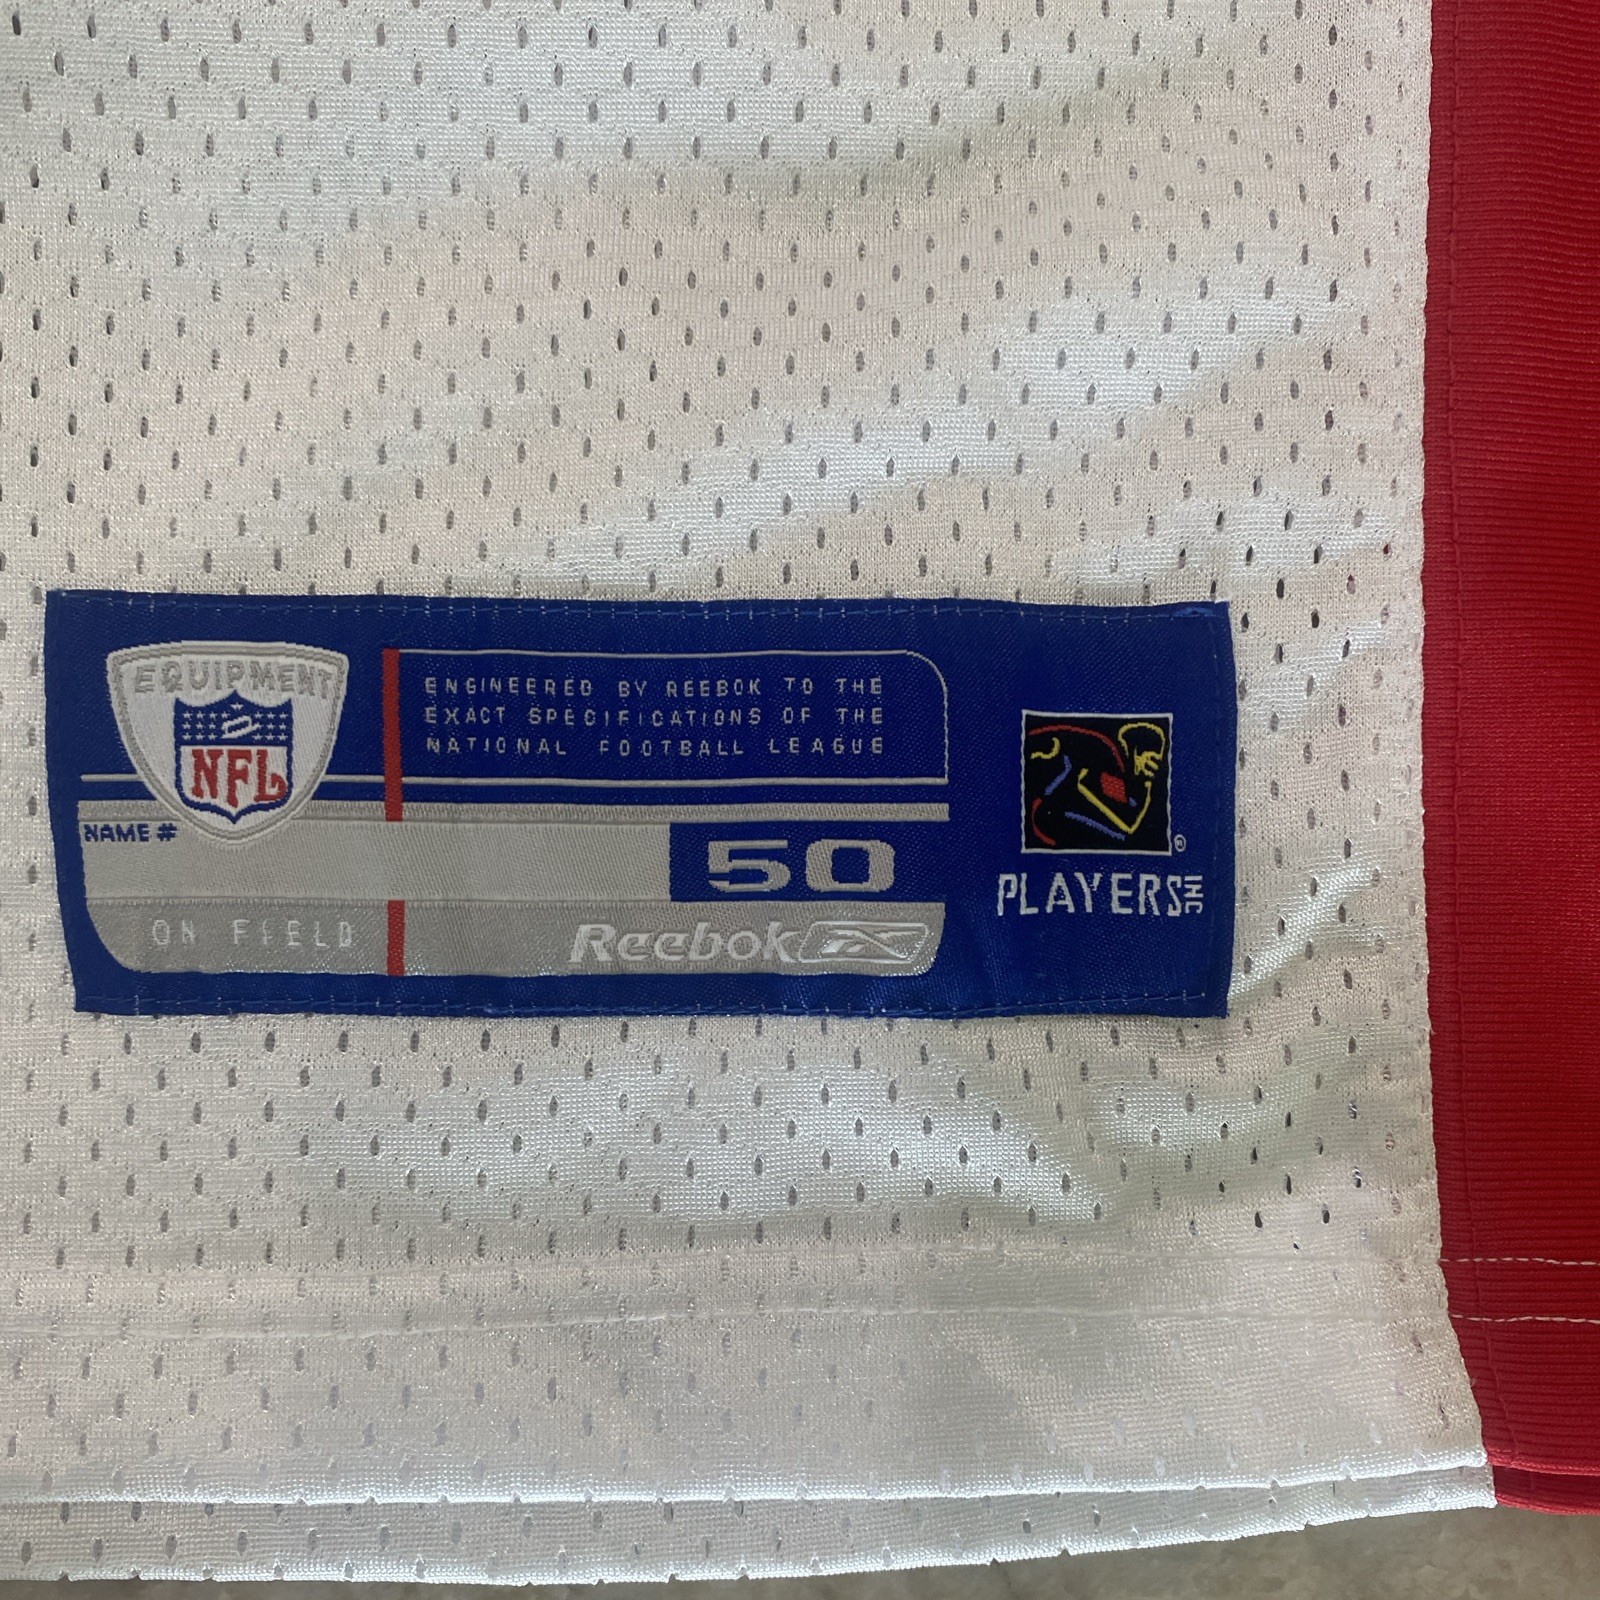 EQUIPMENT
NFL
ENGINEERED BY REEBOK TO THE
EXACT SPECIFICATIONS OF THE
NATIONAL FOOTBALL LEAGUE
NAME #
50
ON FIELD
Reebok
®
PLAYERS INC